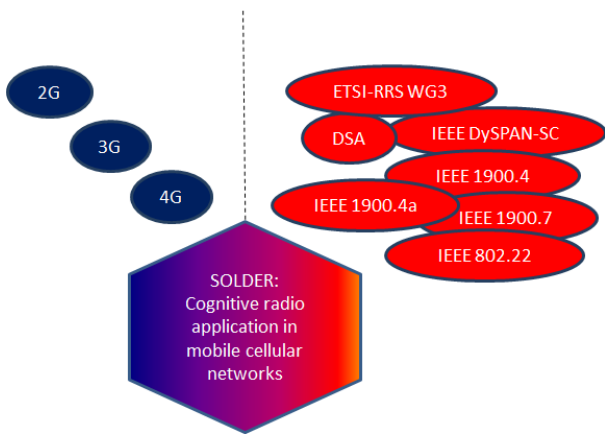 2G
3G
4G
ETSI-RRS WG3
DSA
IEEE DySPAN-SC
IEEE 1900.4
IEEE 1900.4a
IEEE 1900.7
IEEE 802.22
SOLDER:
Cognitive radio
application in
mobile cellular
networks